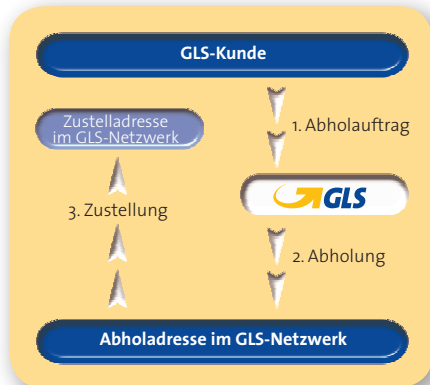 GLS-Kunde
Zustelladresse
im GLS-Netzwerk
1. Abholauftrag
GLS
3. Zustellung
2. Abholung
Abholadresse im GLS-Netzwerk